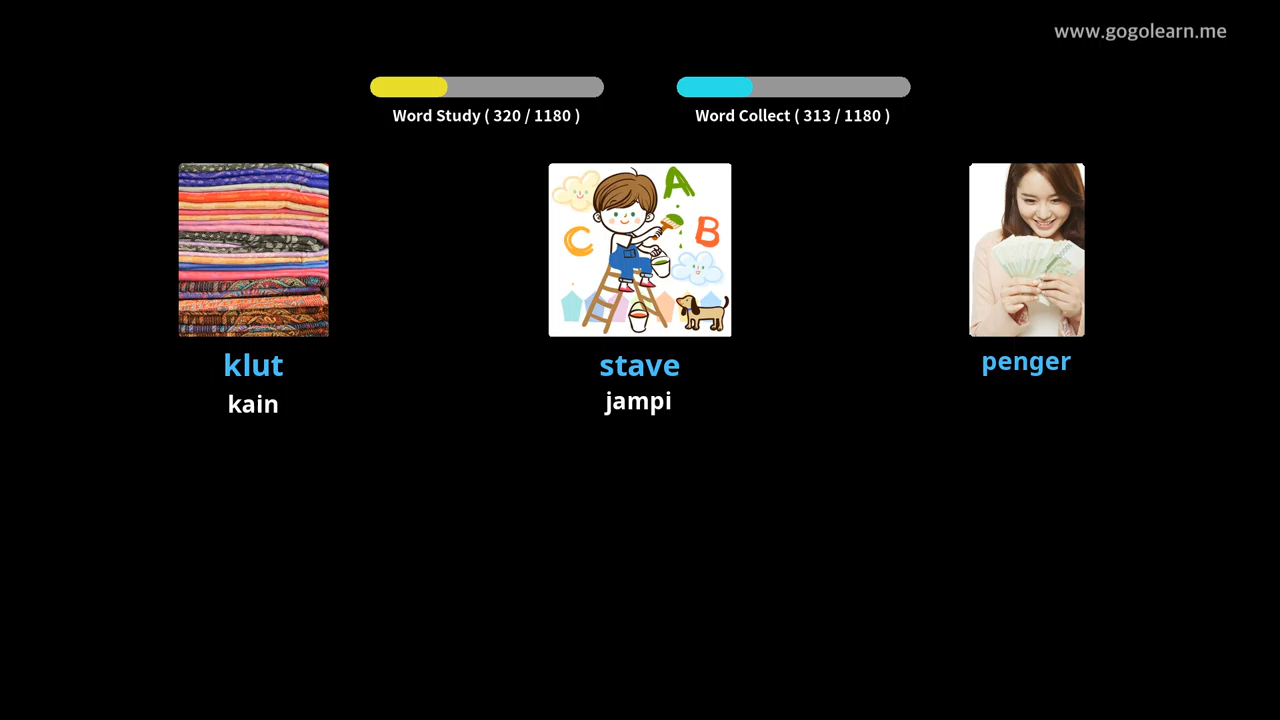 www.gogolearn.me
Word Study ( 320 / 1180 )
Word Collect ( 313 / 1180 )
A
B
C
klut
stave
penger
kain
jampi